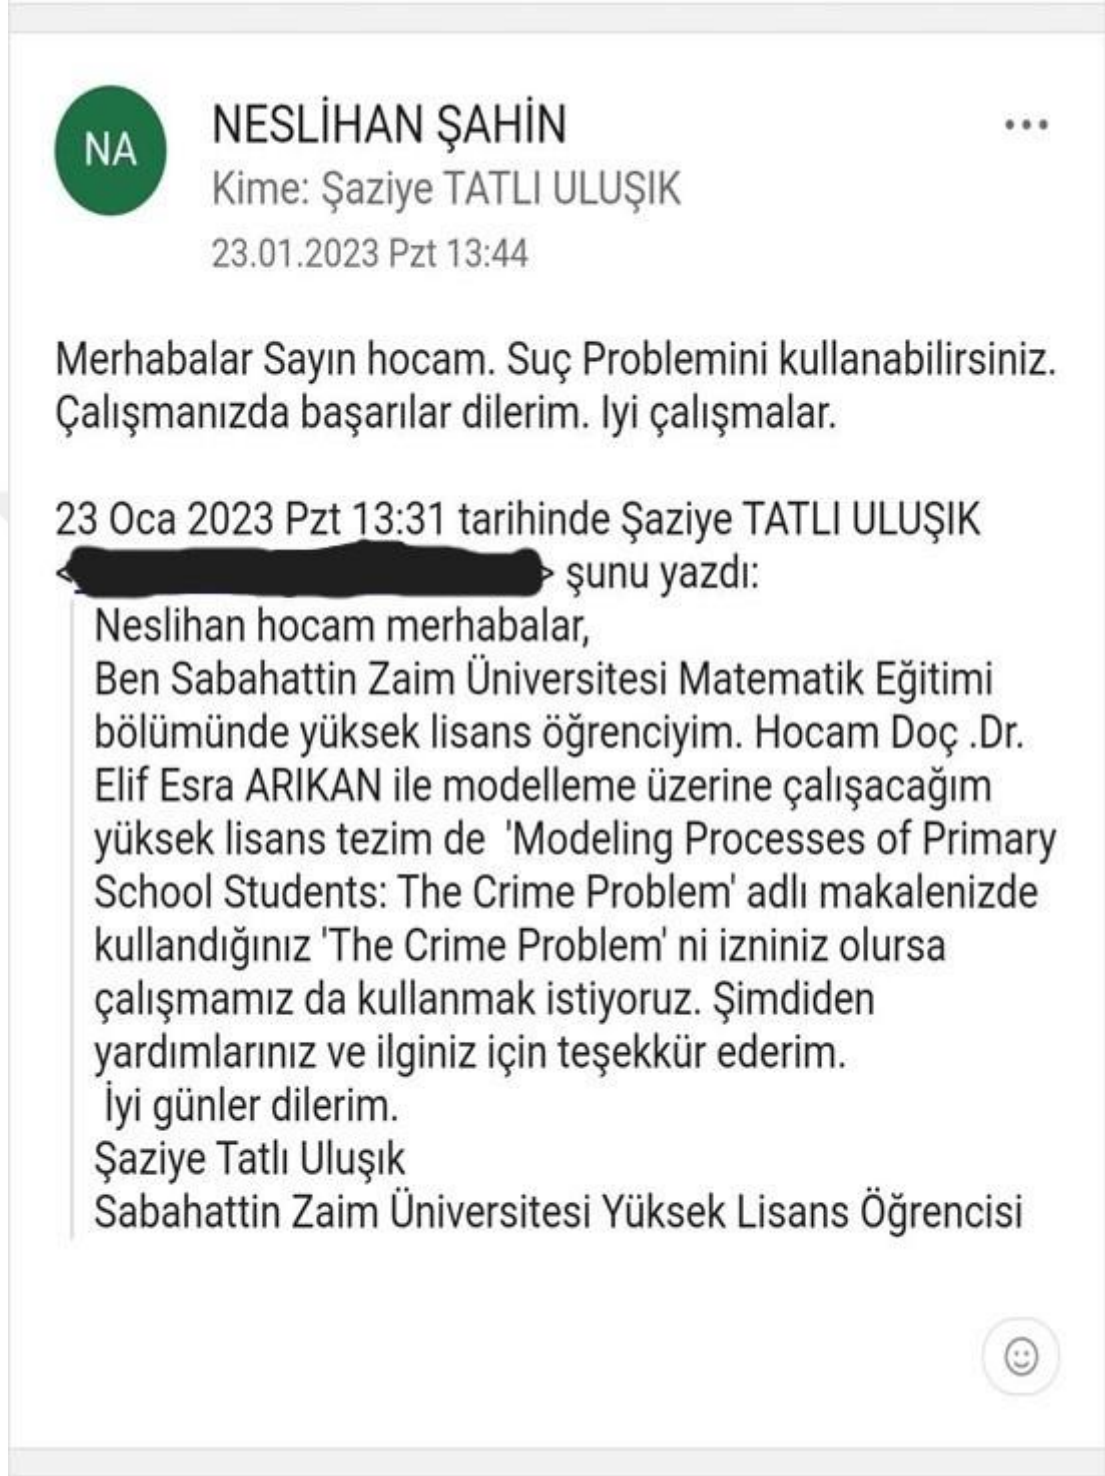 NA
NESLİHAN ŞAHİN
Kime: Şaziye TATLI ULUŞIK
23.01.2023 Pzt 13:44
Merhabalar Sayın hocam. Suç Problemini kullanabilirsiniz.
Çalışmanızda başarılar dilerim. Iyi çalışmalar.
23 Oca 2023 Pzt 13:31 tarihinde Şaziye TATLI ULUŞIK
< > şunu yazdı:
Neslihan hocam merhabalar,
Ben Sabahattin Zaim Üniversitesi Matematik Eğitimi
bölümünde yüksek lisans öğrenciyim. Hocam Doç .Dr.
Elif Esra ARIKAN ile modelleme üzerine çalışacağım
yüksek lisans tezim de 'Modeling Processes of Primary
School Students: The Crime Problem' adlı makalenizde
kullandığınız 'The Crime Problem' ni izniniz olursa
çalışmamız da kullanmak istiyoruz. Şimdiden
yardımlarınız ve ilginiz için teşekkür ederim.
İyi günler dilerim.
Şaziye Tatlı Uluşık
Sabahattin Zaim Üniversitesi Yüksek Lisans Öğrencisi